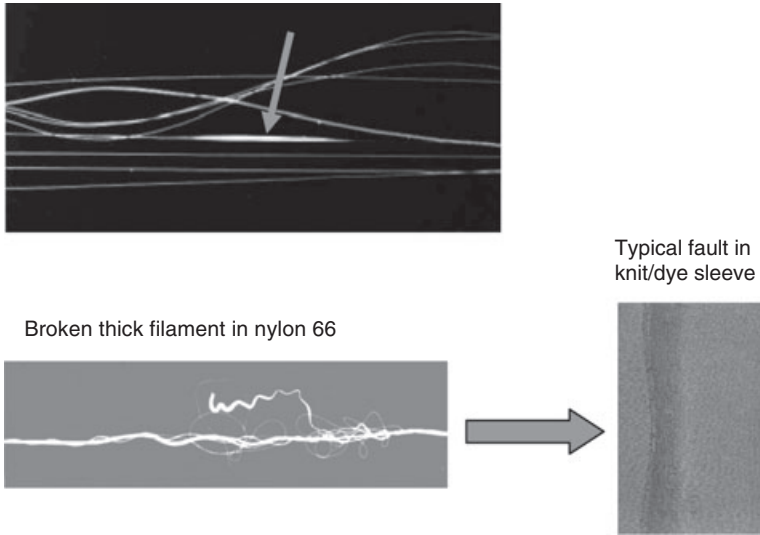 Typical fault in
knit/dye sleeve
Broken thick filament in nylon 66